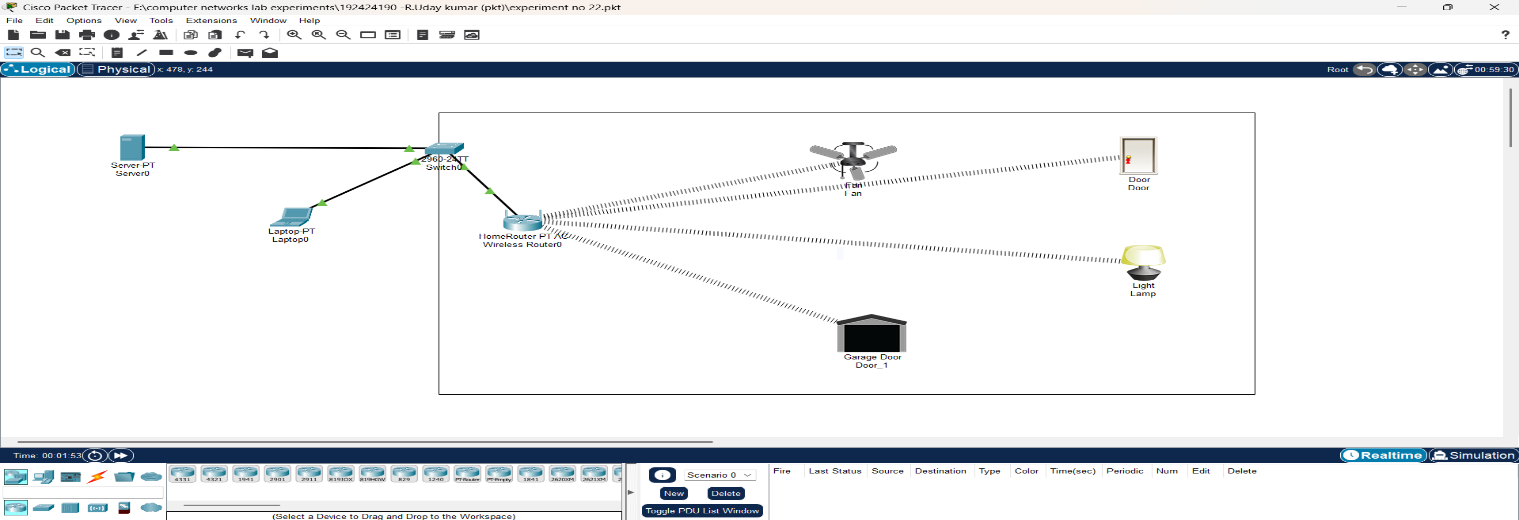 Cisco Packet Tracer - E:\computer networks lab experiments\192424190 -R.Uday kumar (pkt)\experiment no 22.pkt
File Edit Options View Tools Extensions Window Help
?
Logical Physical x: 478, y: 244 Root 00:59:30
Server-PT
Server0
2960-24TT
Switch0
Laptop-PT
Laptop0
HomeRouter-PT-AC
Wireless Router0
Fan
Fan
Door
Door
Light
Lamp
Garage Door
Door_1
Time: 00:01:53 Realtime Simulation
4331 4321 1941 2901 2911 819IOX 819HGW 829 1240 PT-Router PT-Empty 1841 2620XM 2621XM 2
(Select a Device to Drag and Drop to the Workspace)
Scenario 0
New Delete
Toggle PDU List Window
Fire Last Status Source Destination Type Color Time(sec) Periodic Num Edit Delete